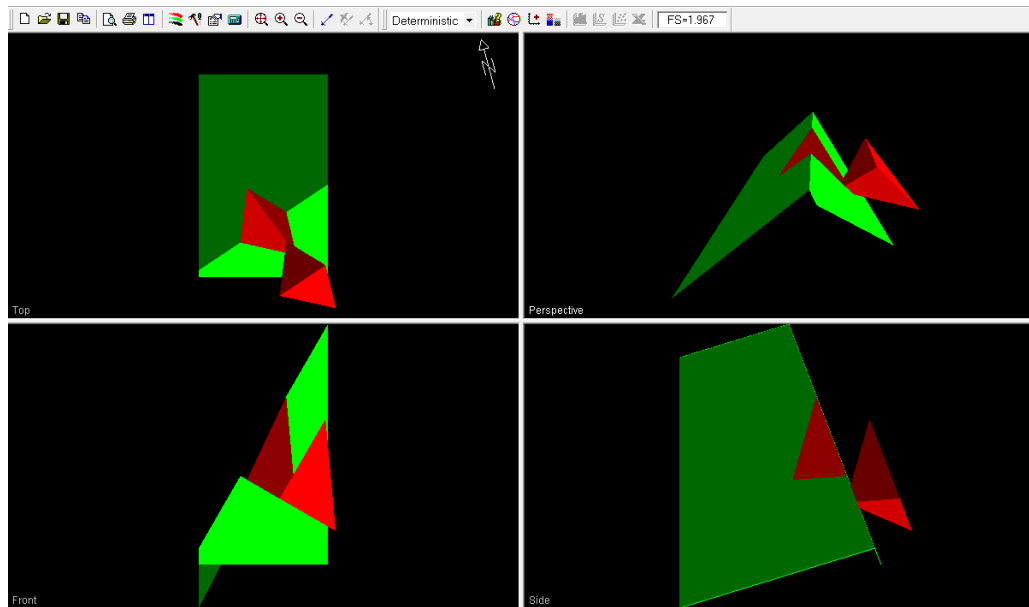 Deterministic
FS=1.967
Top
Perspective
Front
Side